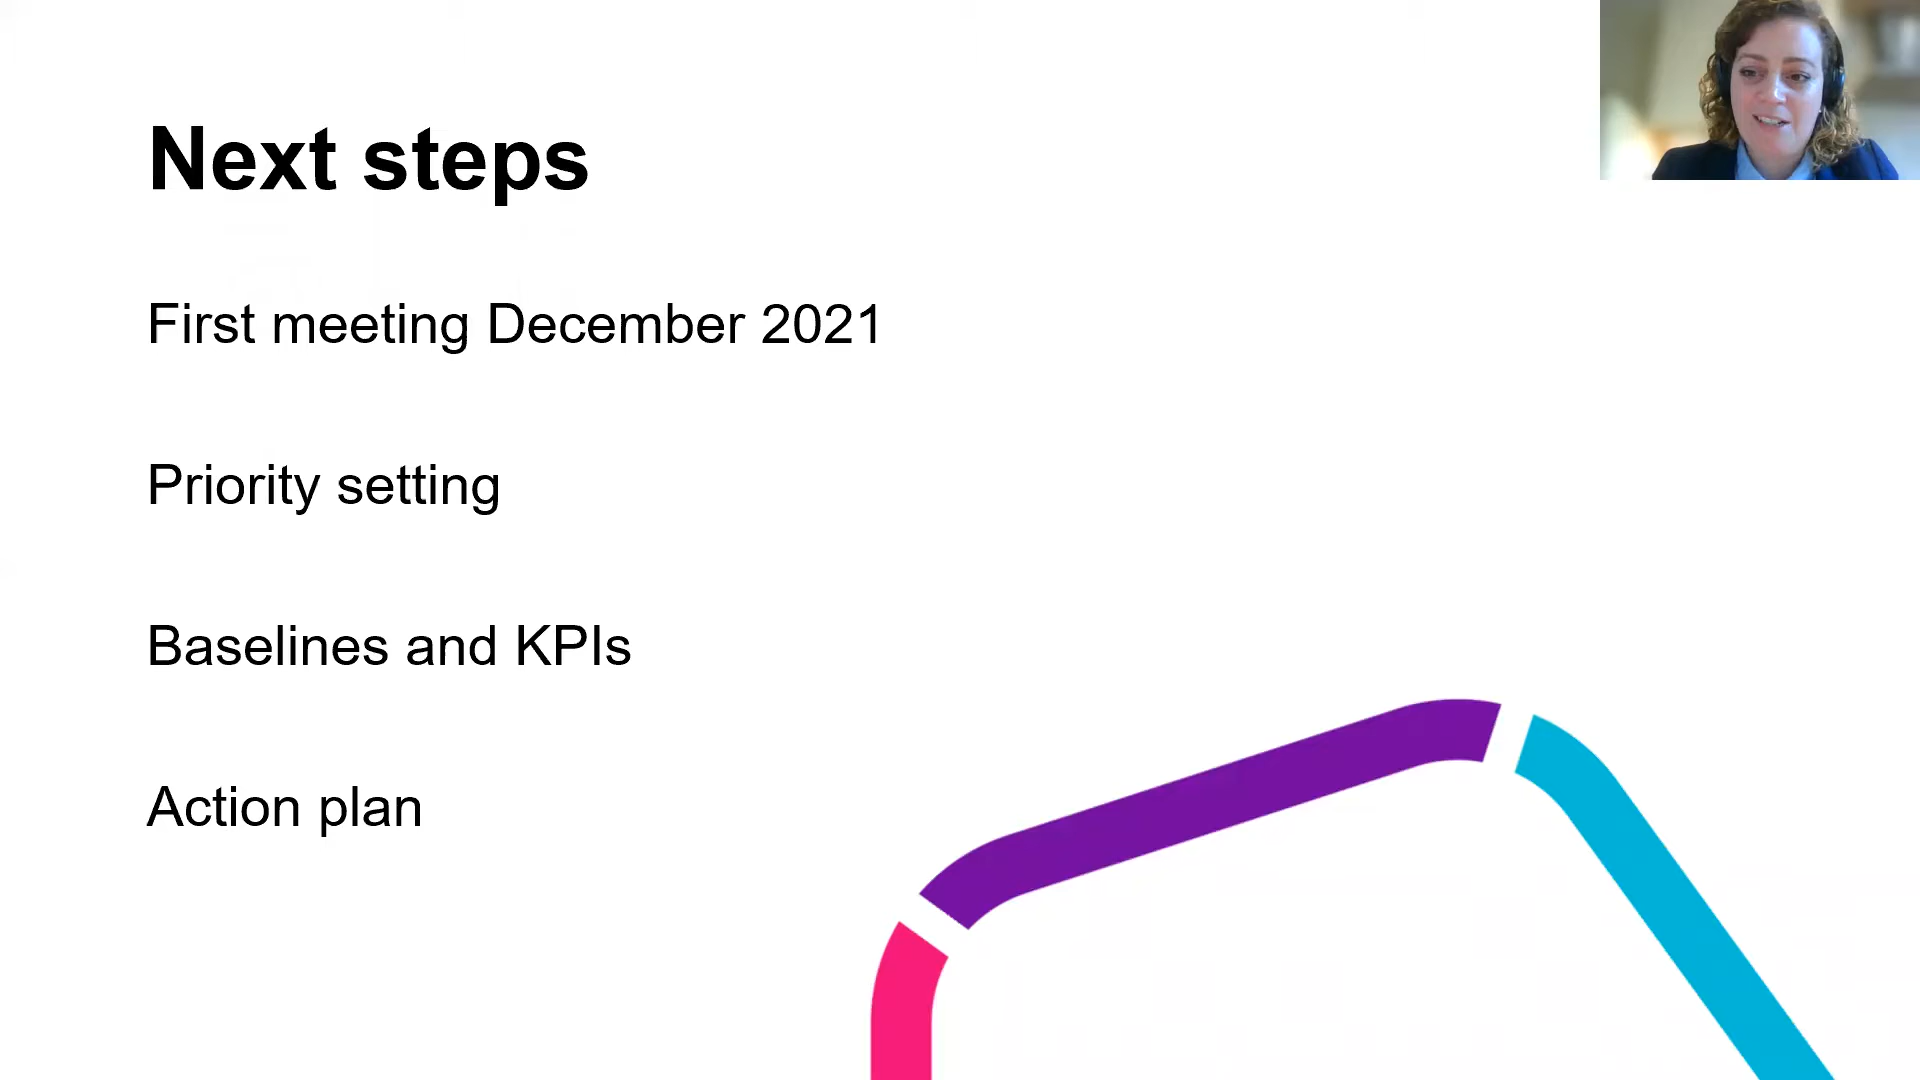 Next steps
First meeting December 2021
Priority setting
Baselines and KPIs
Action plan